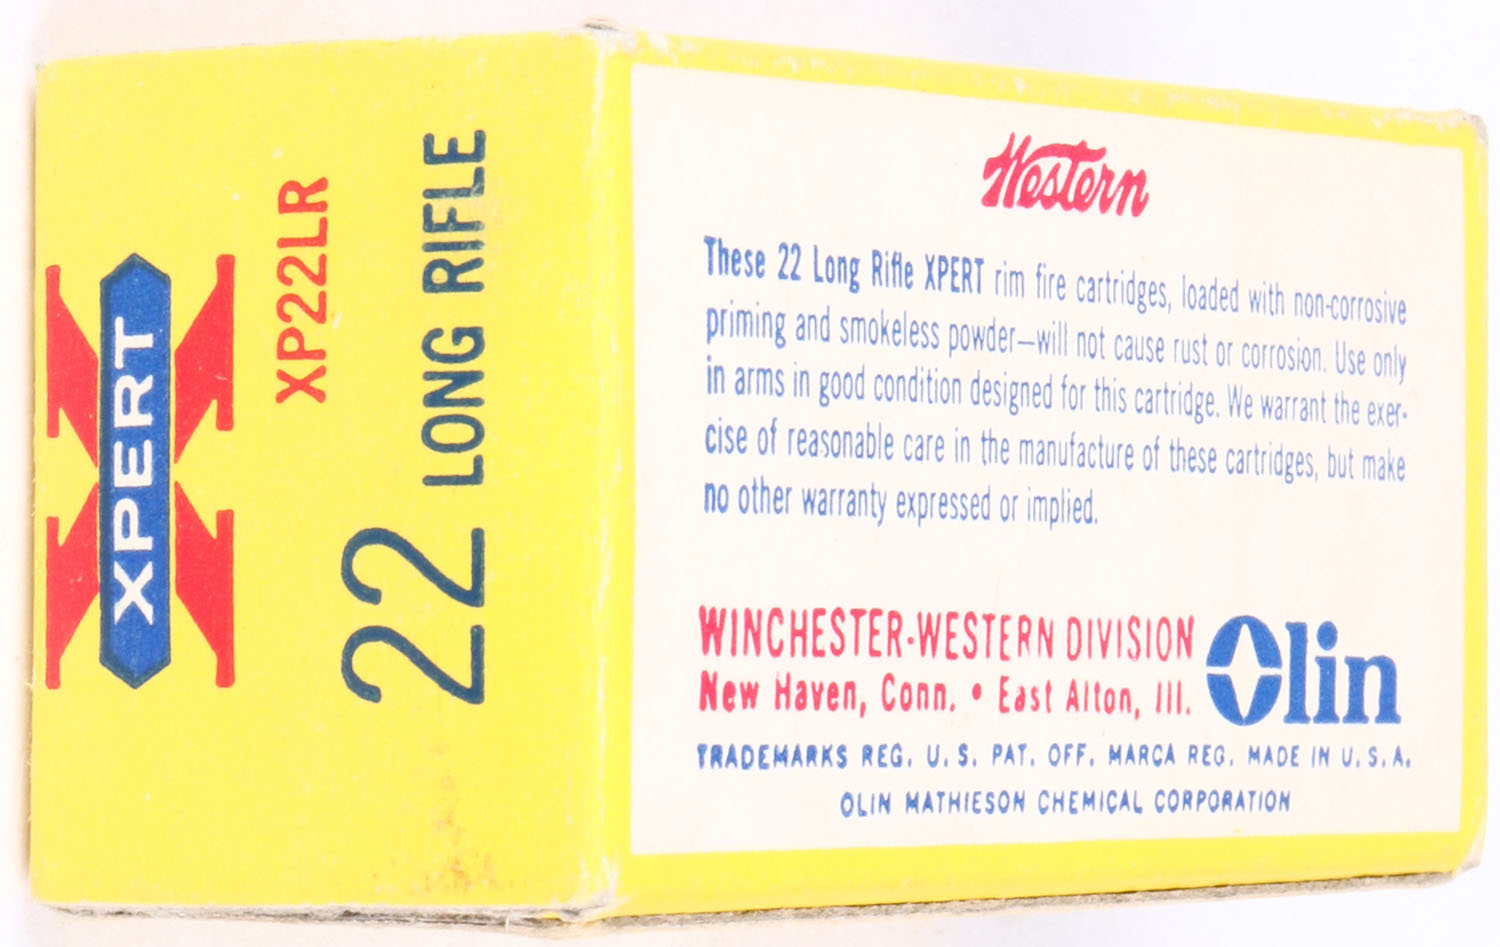 XPERT
XP22LR
22 LONG RIFLE
Western
These 22 Long Rifle XPERT rim fire cartridges, loaded with non-corrosive
priming and smokeless powder—will not cause rust or corrosion. Use only
in arms in good condition designed for this cartridge. We warrant the exer-
cise of reasonable care in the manufacture of these cartridges, but make
no other warranty expressed or implied.
WINCHESTER-WESTERN DIVISION
New Haven, Conn. • East Alton, Ill.
Olin
TRADEMARKS REG. U. S. PAT. OFF. MARCA REG. MADE IN U. S. A.
OLIN MATHIESON CHEMICAL CORPORATION